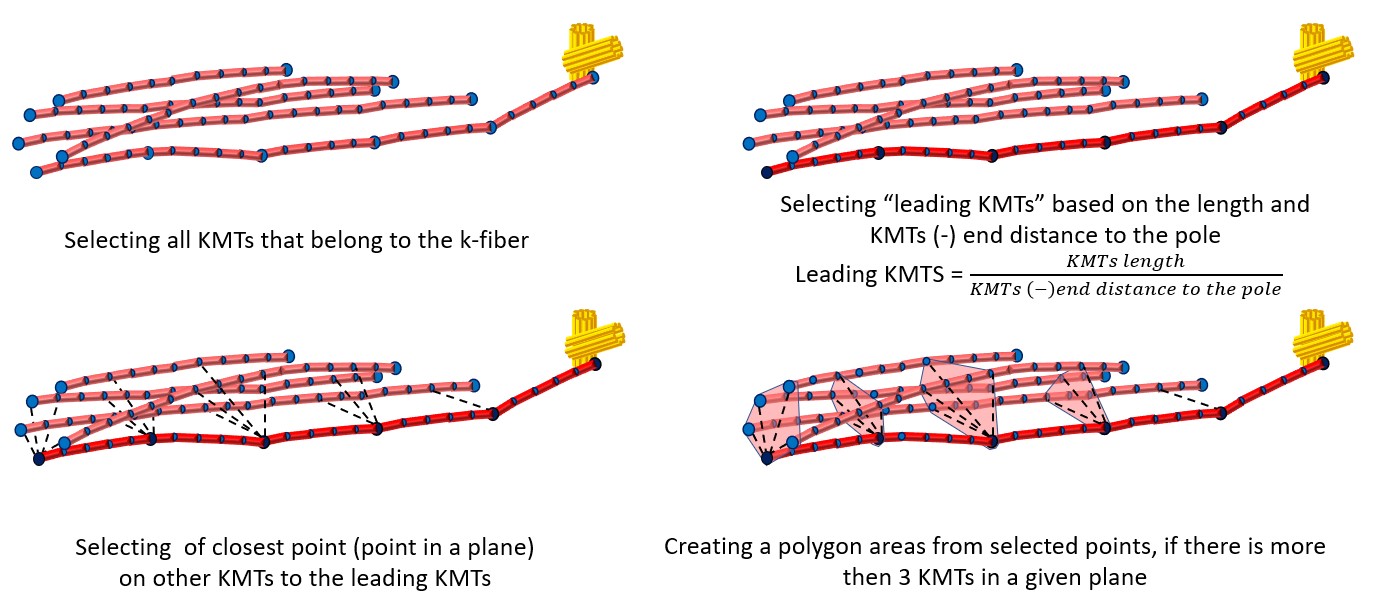 Selecting all KMTs that belong to the k-fiber
Selecting “leading KMTs” based on the length and
KMTs (-) end distance to the pole
Leading KMTS = KMTs length / KMTs (−)end distance to the pole
Selecting  of closest point (point in a plane)
on other KMTs to the leading KMTs
Creating a polygon areas from selected points, if there is more
then 3 KMTs in a given plane